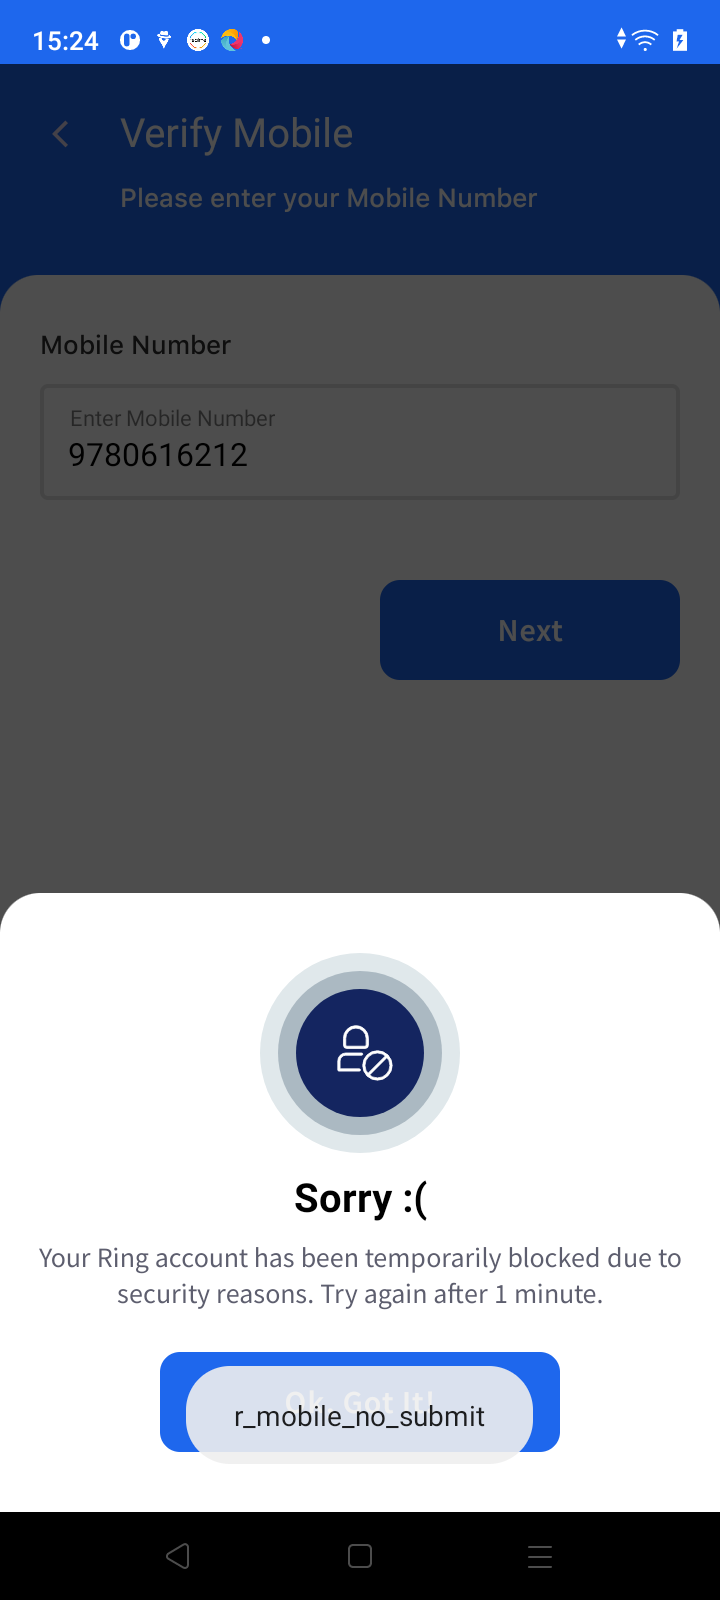 15:24
Verify Mobile
Please enter your Mobile Number
Mobile Number
Enter Mobile Number
9780616212
Next
Sorry :(
Your Ring account has been temporarily blocked due to
security reasons. Try again after 1 minute.
Ok, Got It!
r_mobile_no_submit